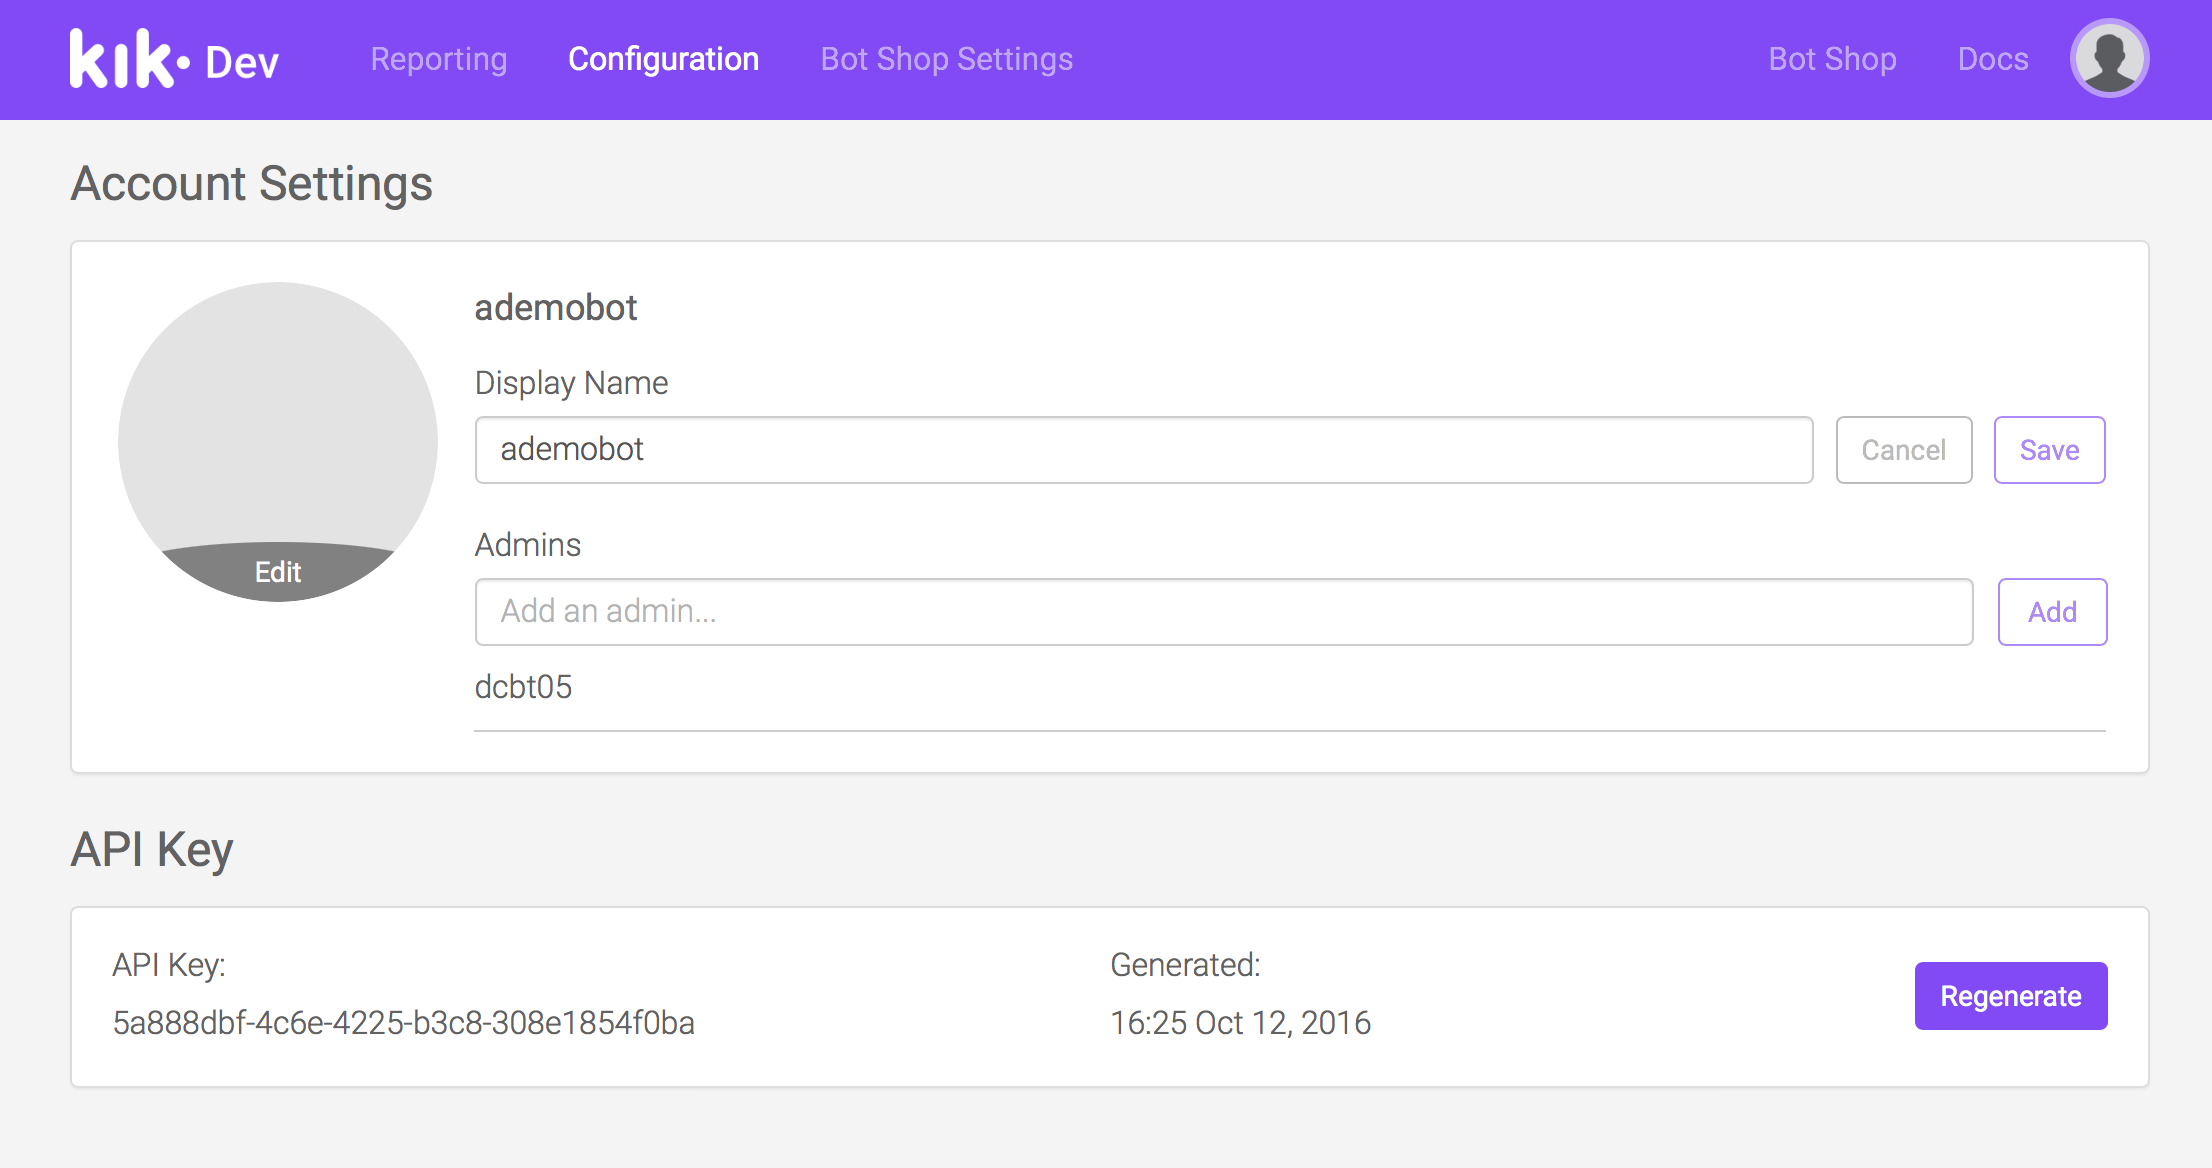 kik· Dev Reporting Configuration Bot Shop Settings Bot Shop Docs
Account Settings
ademobot
Display Name
ademobot Cancel Save
Edit
Admins
Add an admin... Add
dcbt05
API Key
API Key: Generated:
5a888dbf-4c6e-4225-b3c8-308e1854f0ba 16:25 Oct 12, 2016 Regenerate